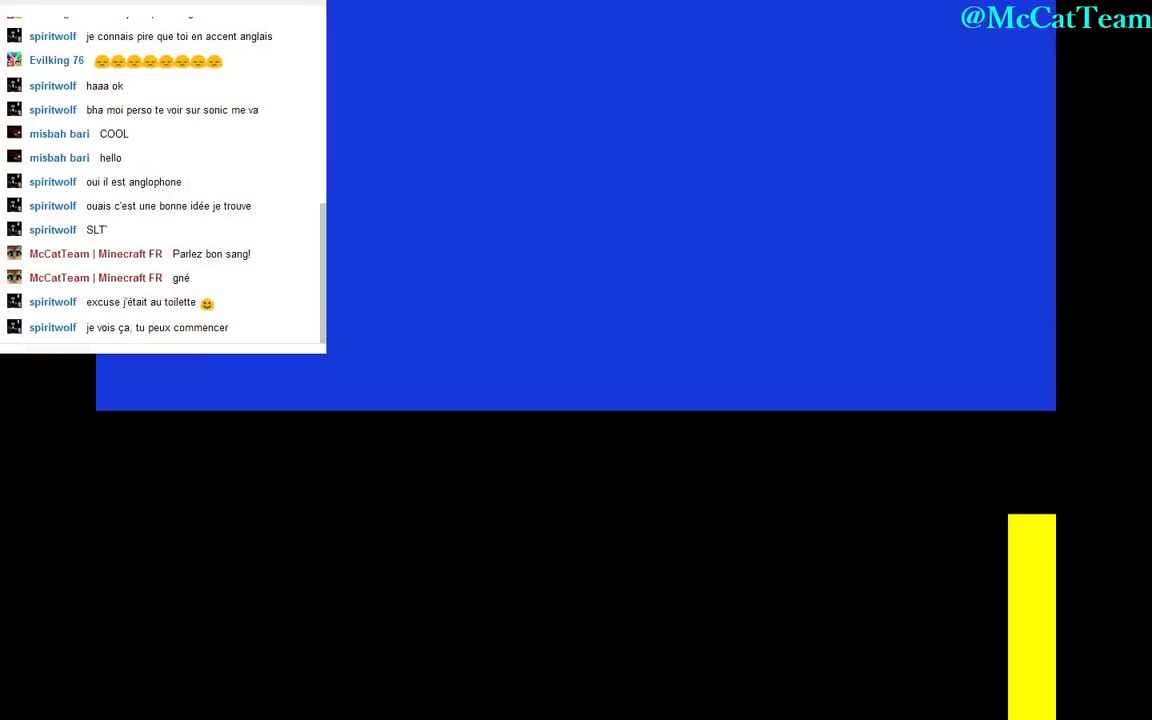 @McCatTeam
spiritwolf je connais pire que toi en accent anglais
Evilking 76
spiritwolf haaa ok
spiritwolf bha moi perso te voir sur sonic me va
misbah bari COOL
misbah bari hello
spiritwolf oui il est anglophone
spiritwolf ouais c'est une bonne idée je trouve
spiritwolf SLT`
McCatTeam | Minecraft FR Parlez bon sang!
McCatTeam | Minecraft FR gné
spiritwolf excuse j'était au toilette
spiritwolf je vois ça, tu peux commencer